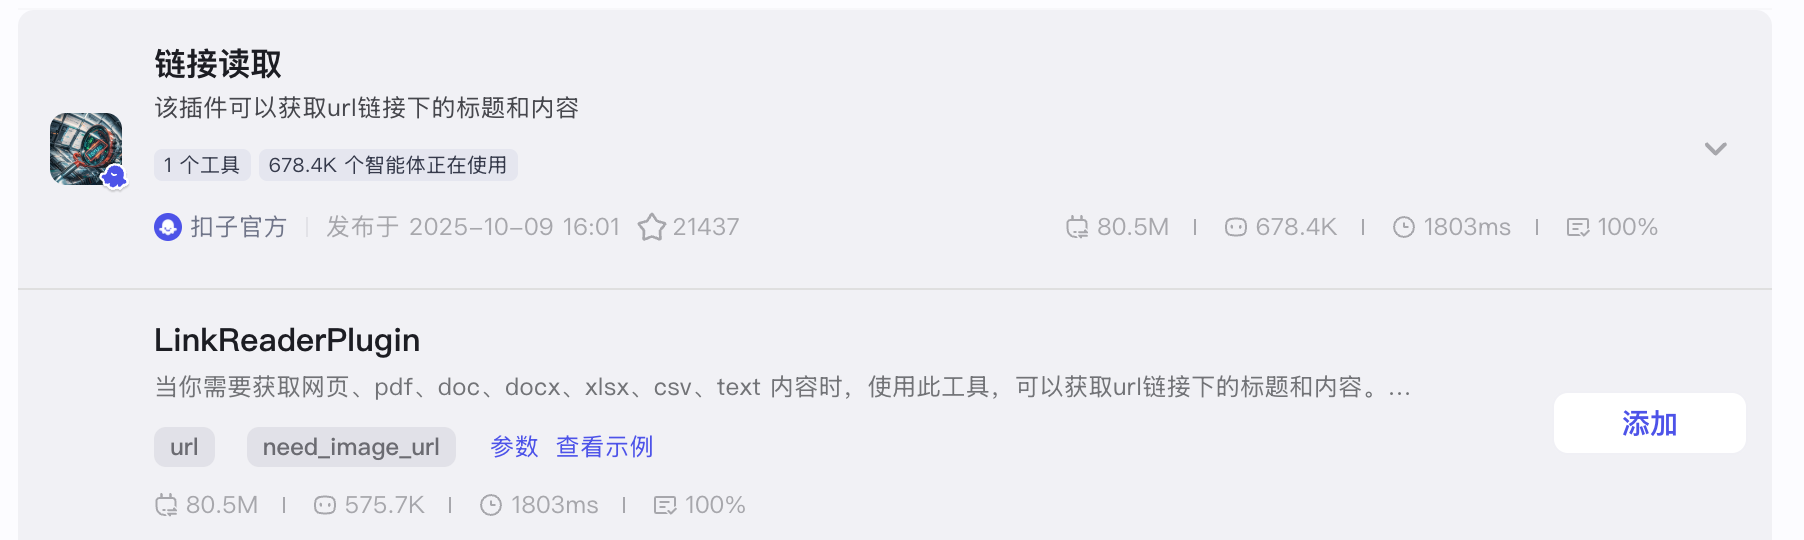 链接读取
该插件可以获取url链接下的标题和内容
1 个工具 678.4K 个智能体正在使用
扣子官方 发布于 2025-10-09 16:01 21437 80.5M 678.4K 1803ms 100%
LinkReaderPlugin
当你需要获取网页、pdf、doc、docx、xlsx、csv、text 内容时，使用此工具，可以获取url链接下的标题和内容。...
添加
url need_image_url 参数 查看示例
80.5M 575.7K 1803ms 100%